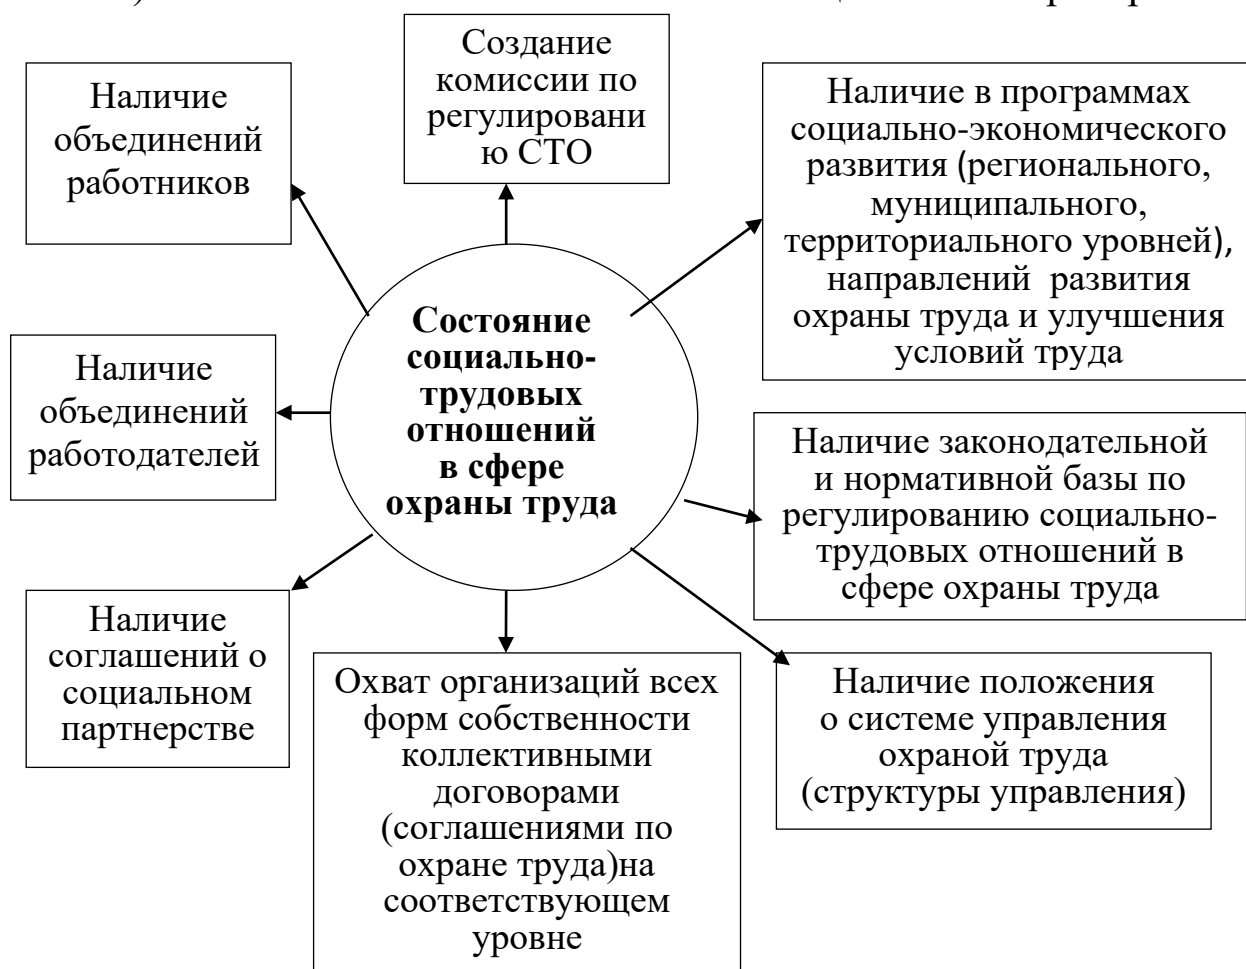 Создание
комиссии по
регулировани
ю СТО
Наличие
объединений
работников
Наличие в программах
социально-экономического
развития (регионального,
муниципального,
территориального уровней),
направлений развития
охраны труда и улучшения
условий труда
Состояние
социально-
трудовых
отношений
в сфере
охраны труда
Наличие
объединений
работодателей
Наличие законодательной
и нормативной базы по
регулированию социально-
трудовых отношений в
сфере охраны труда
Наличие
соглашений о
социальном
партнерстве
Охват организаций всех
форм собственности
коллективными
договорами
(соглашениями по
охране труда)на
соответствующем
уровне
Наличие положения
о системе управления
охраной труда
(структуры управления)